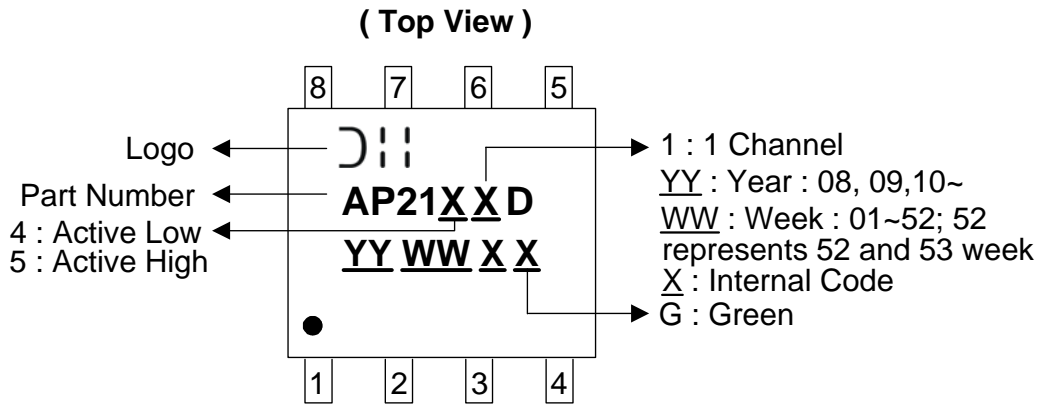 ( Top View )
8 7 6 5
Logo
Part Number
4 : Active Low
5 : Active High
AP21XXD
YY WW X X
1 : 1 Channel
YY : Year : 08, 09,10~
WW : Week : 01~52; 52
represents 52 and 53 week
X : Internal Code
G : Green
1 2 3 4